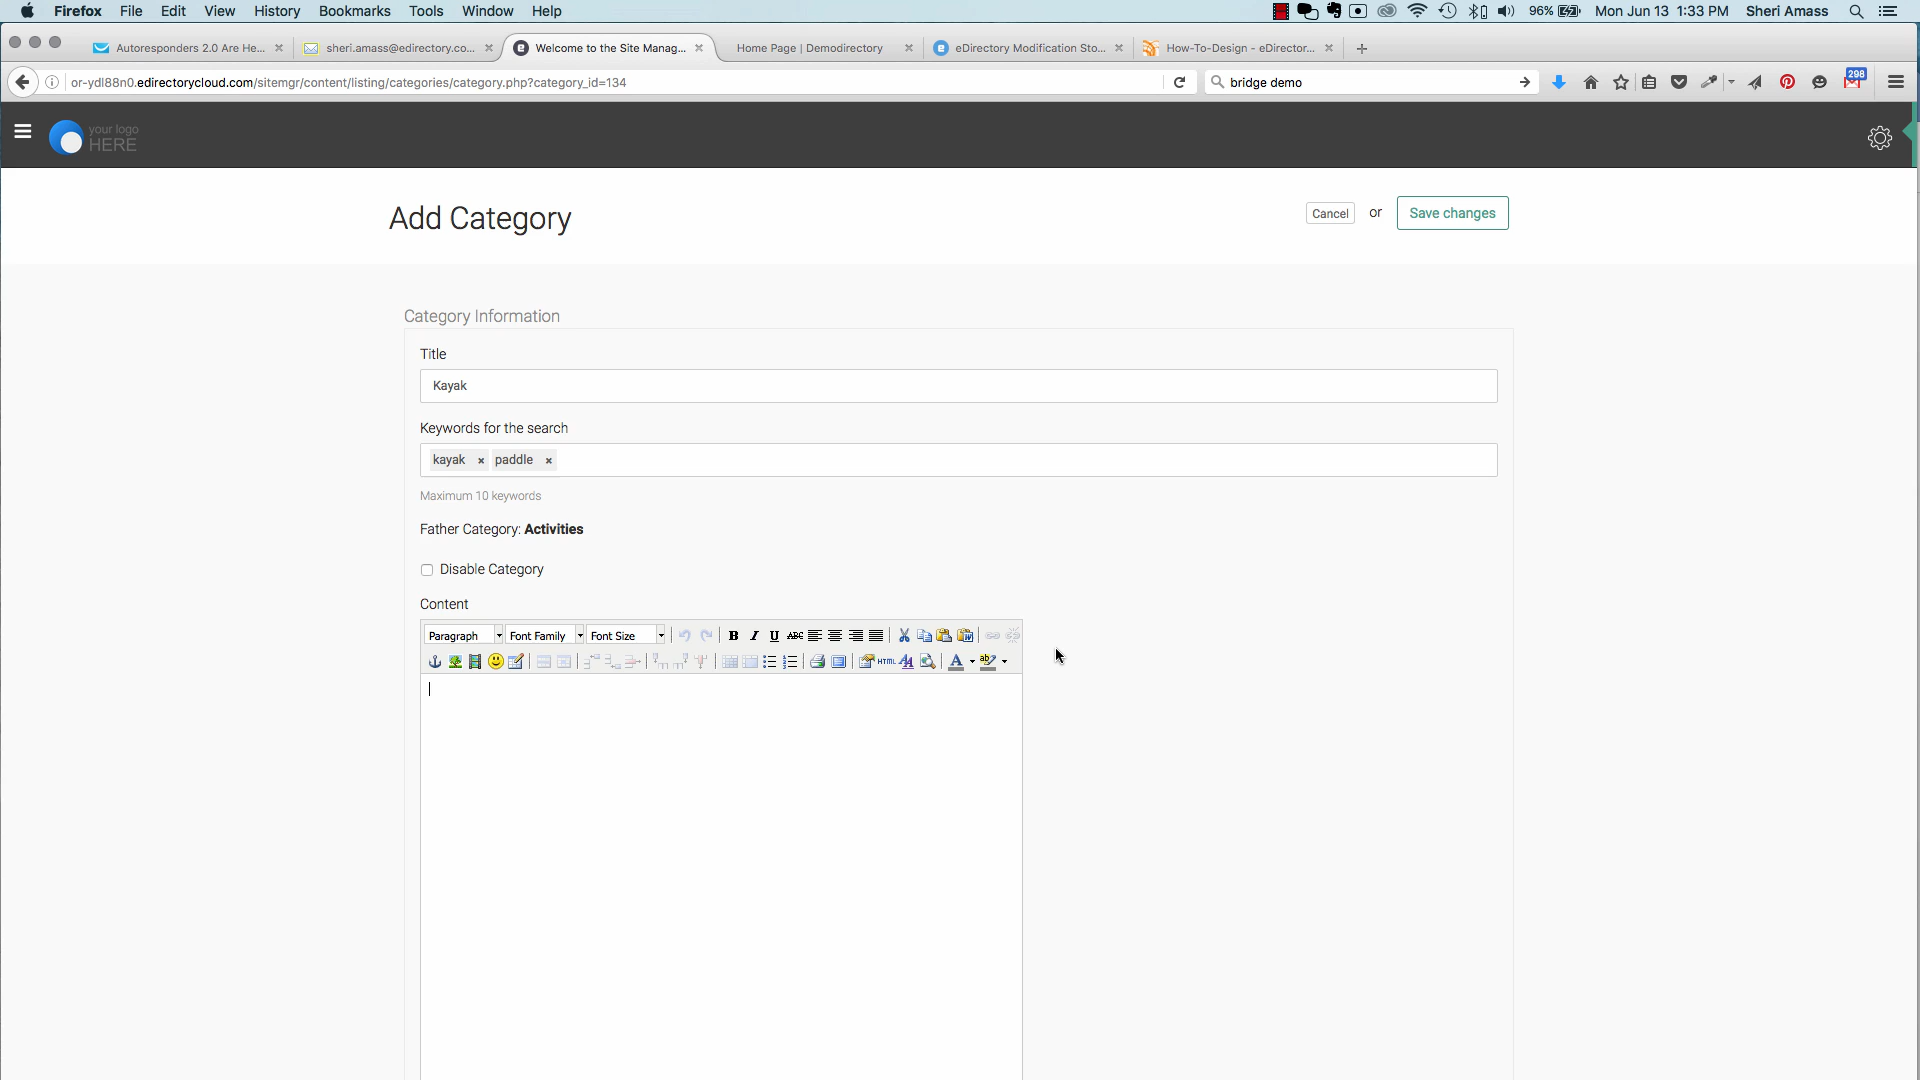 Firefox File Edit View History Bookmarks Tools Window Help 96% Mon Jun 13 1:33 PM Sheri Amass
Autoresponders 2.0 Are He... × sheri.amass@edirectory.co... × Welcome to the Site Manag... × Home Page | Demodirectory × eDirectory Modification Sto... × How-To-Design - eDirector... × +
or-ydl88n0.edirectorycloud.com/sitemgr/content/listing/categories/category.php?category_id=134 bridge demo 298
your logo
HERE
Add Category Cancel or Save changes
Category Information
Title
Kayak
Keywords for the search
kayak × paddle ×
Maximum 10 keywords
Father Category: Activities
Disable Category
Content
Paragraph Font Family Font Size B I U ABC
HTML A ab